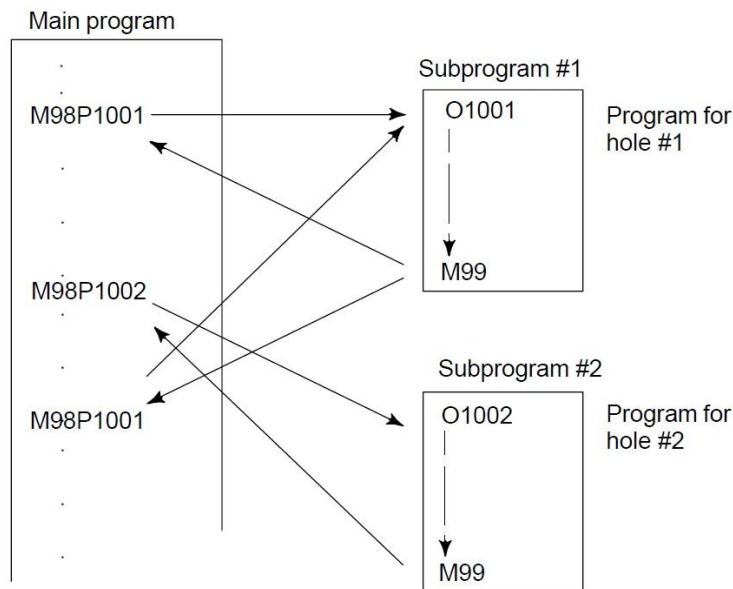 Main program
M98P1001
M98P1002
M98P1001
Subprogram #1
O1001
M99
Program for
hole #1
Subprogram #2
O1002
M99
Program for
hole #2